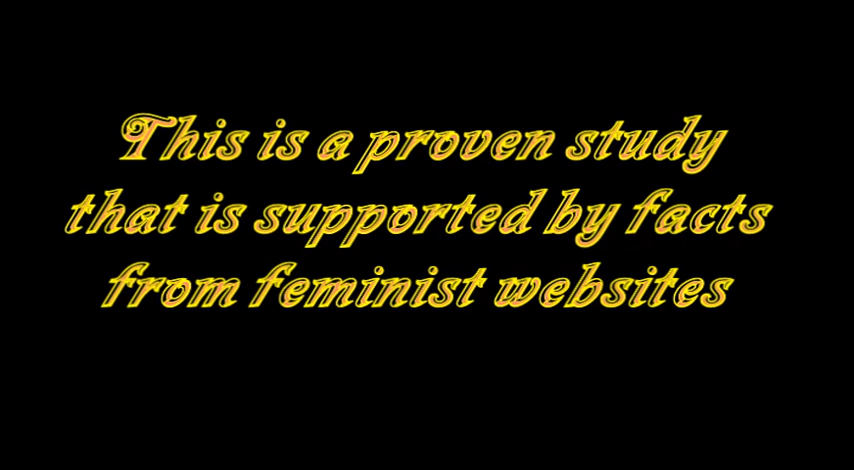 This is a proven study
that is supported by facts
from feminist websites